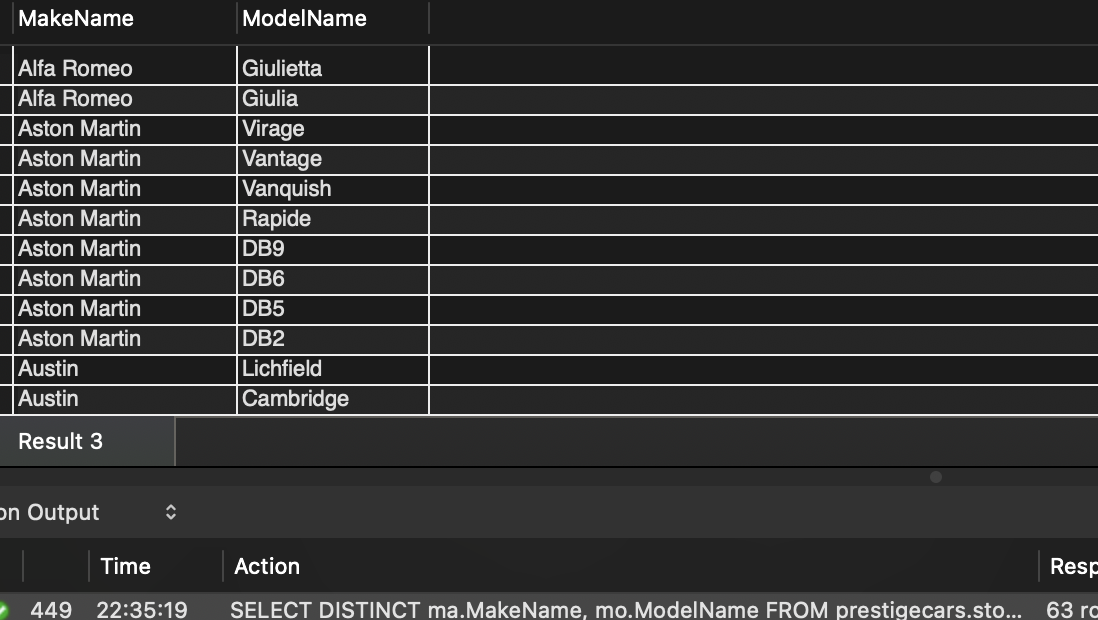 MakeName ModelName
Alfa Romeo Giulietta
Alfa Romeo Giulia
Aston Martin Virage
Aston Martin Vantage
Aston Martin Vanquish
Aston Martin Rapide
Aston Martin DB9
Aston Martin DB6
Aston Martin DB5
Aston Martin DB2
Austin Lichfield
Austin Cambridge
Result 3
on Output
Time Action Resp
449 22:35:19 SELECT DISTINCT ma.MakeName, mo.ModelName FROM prestigecars.sto... 63 ro